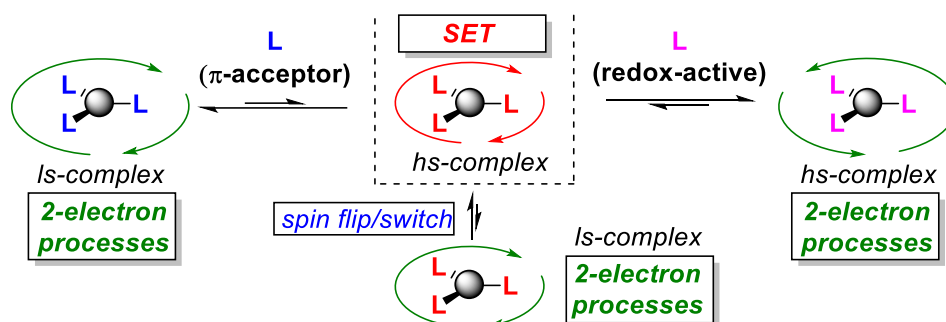 L
(π-acceptor)
SET
L
(redox-active)
L
L
L
L
L
L
L
L
L
ls-complex
hs-complex
hs-complex
2-electron
processes
spin flip/switch
2-electron
processes
ls-complex
L
L
L
2-electron
processes